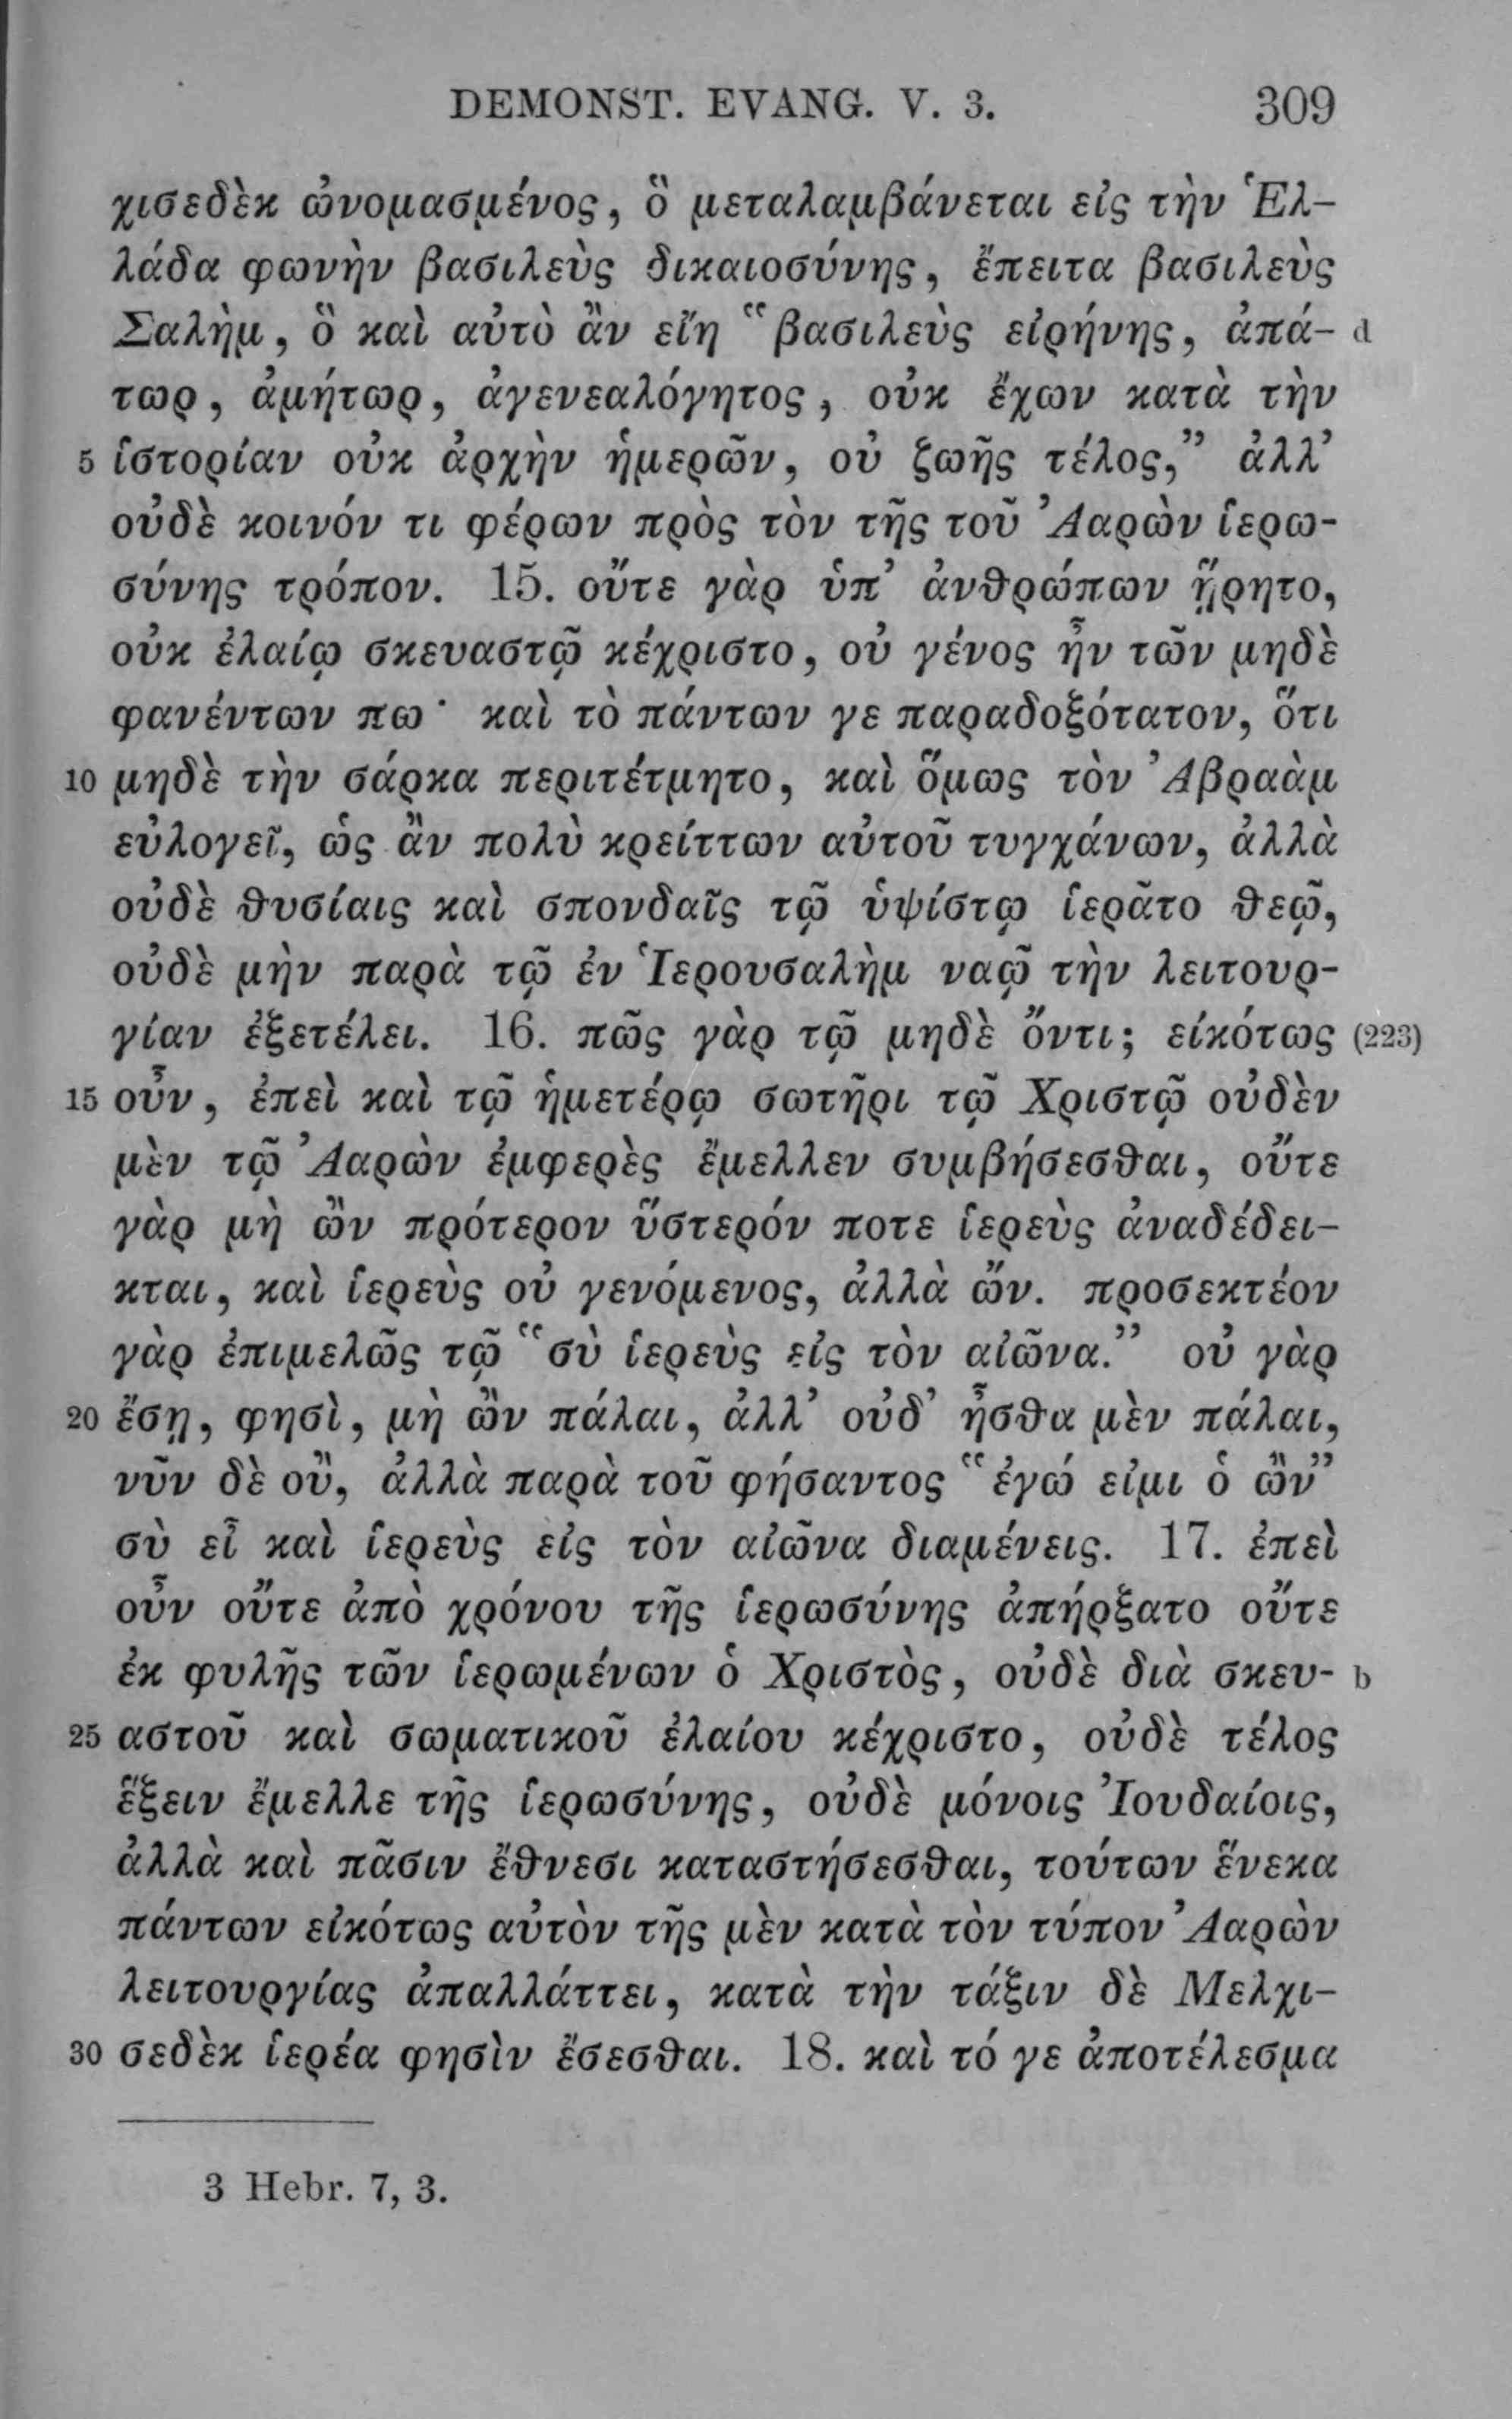 DEMONST. EVANG. V. 3. 309
χισεδὲκ ὠνομασμένος, ὃ μεταλαμβάνεται εἰς τὴν Ἑλ-
λάδα φωνὴν βασιλεὺς δικαιοσύνης, ἔπειτα βασιλεὺς
Σαλὴμ, ὃ καὶ αὐτὸ ἂν εἴη “βασιλεὺς εἰρήνης, ἀπά- d
τωρ, ἀμήτωρ, ἀγενεαλόγητος, οὐκ ἔχων κατὰ τὴν
5 ἱστορίαν οὐκ ἀρχὴν ἡμερῶν, οὐ ζωῆς τέλος,” ἀλλ’
οὐδὲ κοινόν τι φέρων πρὸς τὸν τῆς τοῦ Ἀαρὼν ἱερω-
σύνης τρόπον. 15. οὔτε γὰρ ὑπ’ ἀνθρώπων ᾕρητο,
οὐκ ἐλαίῳ σκευαστῷ κέχριστο, οὐ γένος ἦν τῶν μηδὲ
φανέντων πω· καὶ τὸ πάντων γε παραδοξότατον, ὅτι
10 μηδὲ τὴν σάρκα περιτέτμητο, καὶ ὅμως τὸν Ἀβραὰμ
εὐλογεῖ, ὡς ἂν πολὺ κρείττων αὐτοῦ τυγχάνων, ἀλλὰ
οὐδὲ θυσίαις καὶ σπονδαῖς τῷ ὑψίστῳ ἱερᾶτο θεῷ,
οὐδὲ μὴν παρὰ τῷ ἐν Ἱερουσαλὴμ ναῷ τὴν λειτουρ-
γίαν ἐξετέλει. 16. πῶς γὰρ τῷ μηδὲ ὄντι; εἰκότως (223)
15 οὖν, ἐπεὶ καὶ τῷ ἡμετέρῳ σωτῆρι τῷ Χριστῷ οὐδὲν
μὲν τῷ Ἀαρὼν ἐμφερὲς ἔμελλεν συμβήσεσθαι, οὔτε
γὰρ μὴ ὢν πρότερον ὕστερόν ποτε ἱερεὺς ἀναδέδει-
κται, καὶ ἱερεὺς οὐ γενόμενος, ἀλλὰ ὤν. προσεκτέον
γὰρ ἐπιμελῶς τῷ “σὺ ἱερεὺς εἰς τὸν αἰῶνα.” οὐ γὰρ
20 ἔσῃ, φησὶ, μὴ ὢν πάλαι, ἀλλ’ οὐδ’ ἦσθα μὲν πάλαι,
νῦν δὲ οὒ, ἀλλὰ παρὰ τοῦ φήσαντος “ἐγώ εἰμι ὁ ὢν”
σὺ εἶ καὶ ἱερεὺς εἰς τὸν αἰῶνα διαμένεις. 17. ἐπεὶ
οὖν οὔτε ἀπὸ χρόνου τῆς ἱερωσύνης ἀπήρξατο οὔτε
ἐκ φυλῆς τῶν ἱερωμένων ὁ Χριστὸς, οὐδὲ διὰ σκευ- b
25 αστοῦ καὶ σωματικοῦ ἐλαίου κέχριστο, οὐδὲ τέλος
ἕξειν ἔμελλε τῆς ἱερωσύνης, οὐδὲ μόνοις Ἰουδαίοις,
ἀλλὰ καὶ πᾶσιν ἔθνεσι καταστήσεσθαι, τούτων ἕνεκα
πάντων εἰκότως αὐτὸν τῆς μὲν κατὰ τὸν τύπον Ἀαρὼν
λειτουργίας ἀπαλλάττει, κατὰ τὴν τάξιν δὲ Μελχι-
30 σεδὲκ ἱερέα φησὶν ἔσεσθαι. 18. καὶ τό γε ἀποτέλεσμα
3 Hebr. 7, 3.